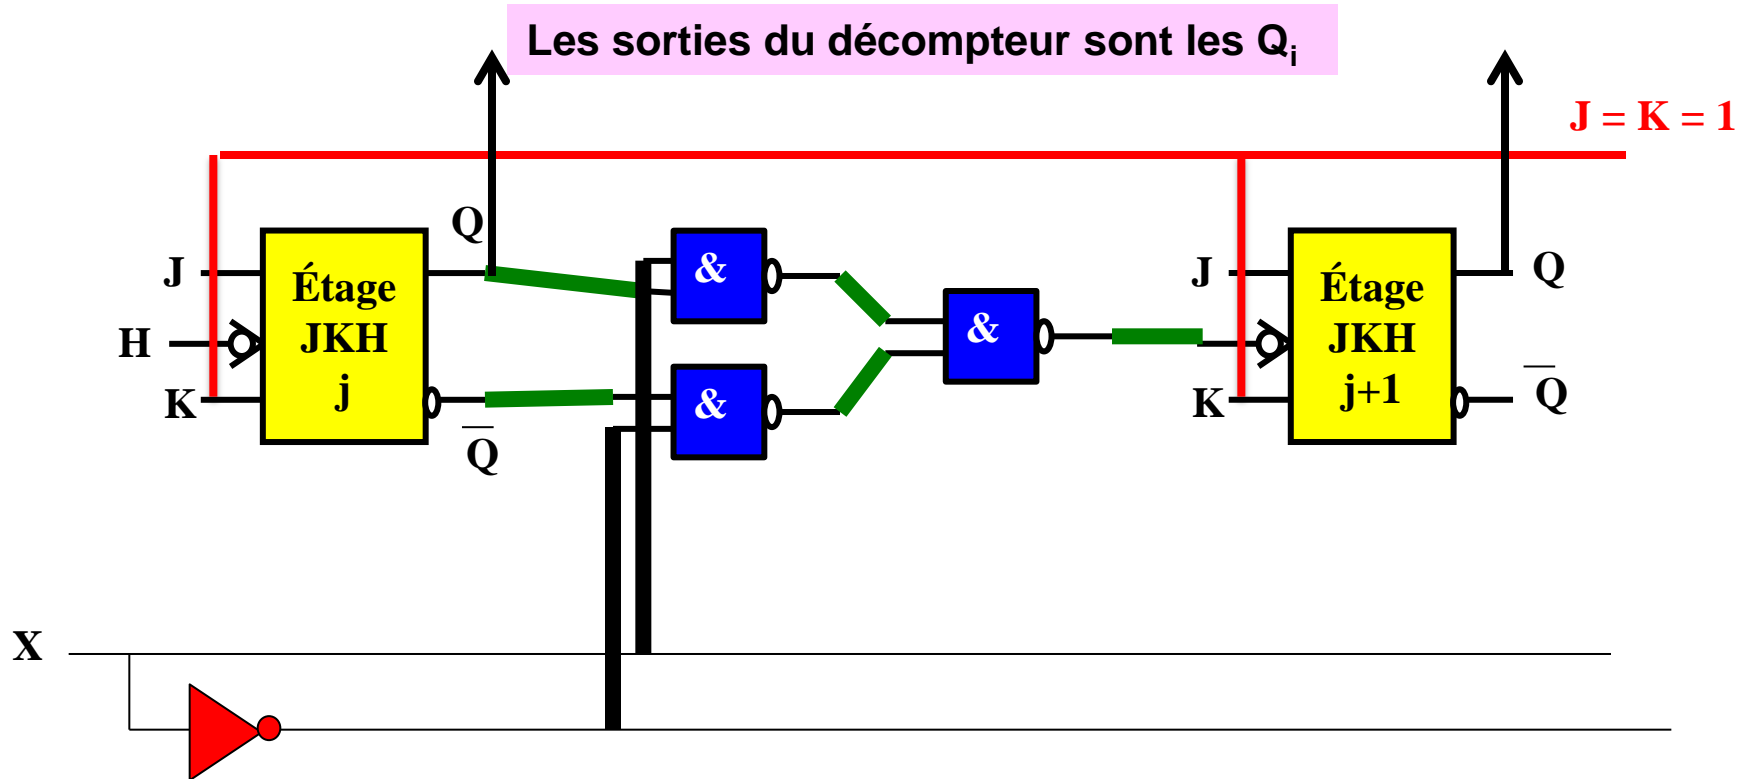 Les sorties du décompteur sont les Qi
J = K = 1
Q
J
Étage
JKH
j
H
K
Q̅
&
&
&
J
Étage
JKH
j+1
K
Q
Q̅
X